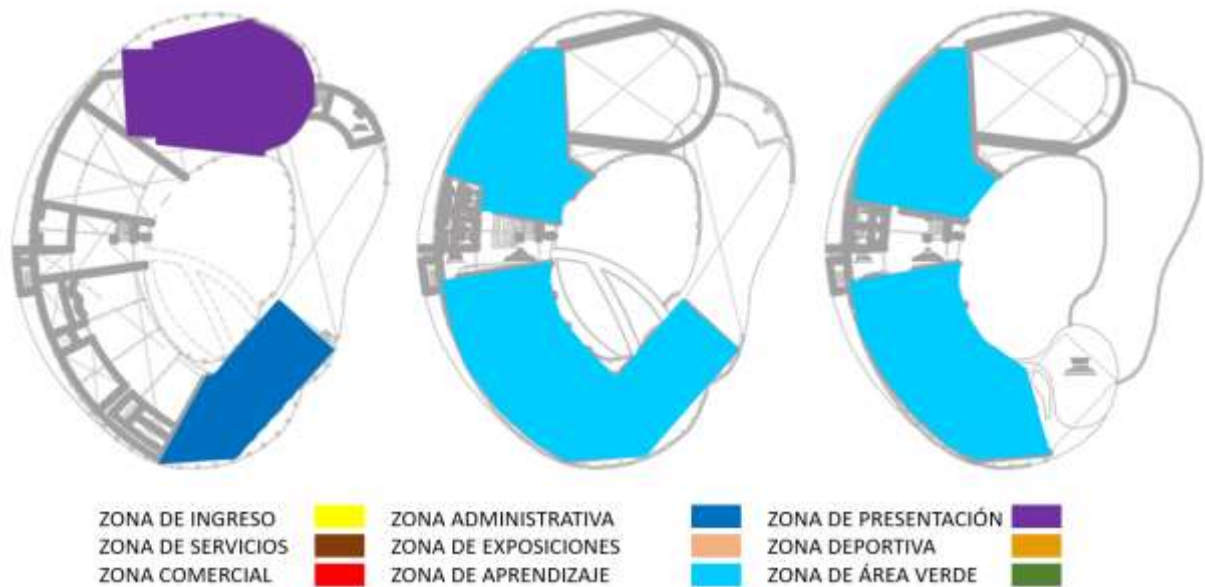 ZONA DE INGRESO ZONA ADMINISTRATIVA ZONA DE PRESENTACIÓN
ZONA DE SERVICIOS ZONA DE EXPOSICIONES ZONA DEPORTIVA
ZONA COMERCIAL ZONA DE APRENDIZAJE ZONA DE ÁREA VERDE